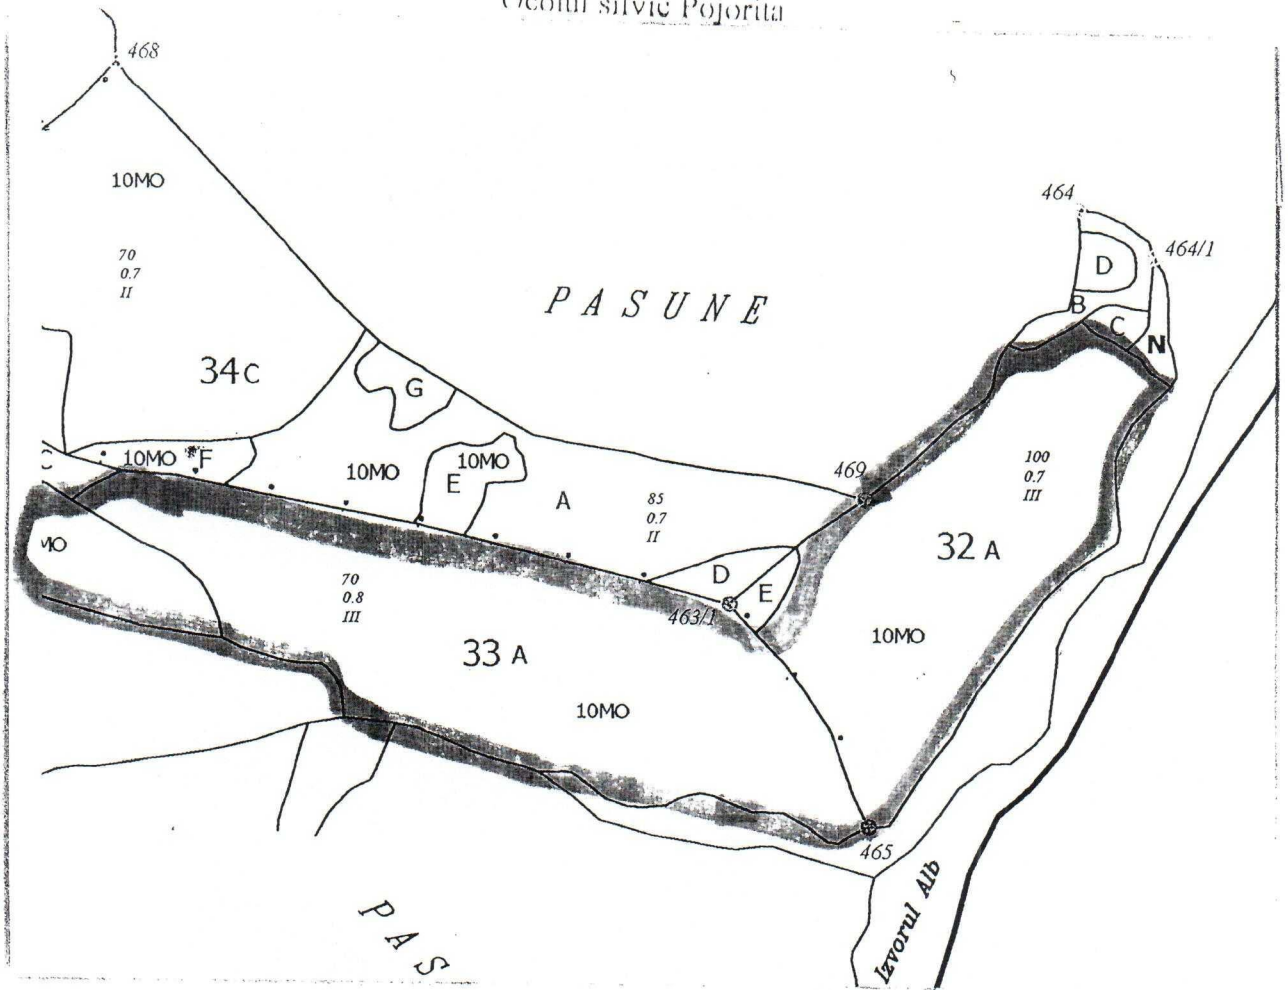 Ocolul silvic Pojorita
468
10MO
464
464/1
70
0.7
II
D
PASUNE
B
C
N
34C
G
10MO
F
10MO
10MO
E
A
469
100
0.7
III
85
0.7
II
C
MO
32 A
70
0.8
III
D
E
463/1
10MO
33 A
10MO
465
Izvorul Alb
PAS